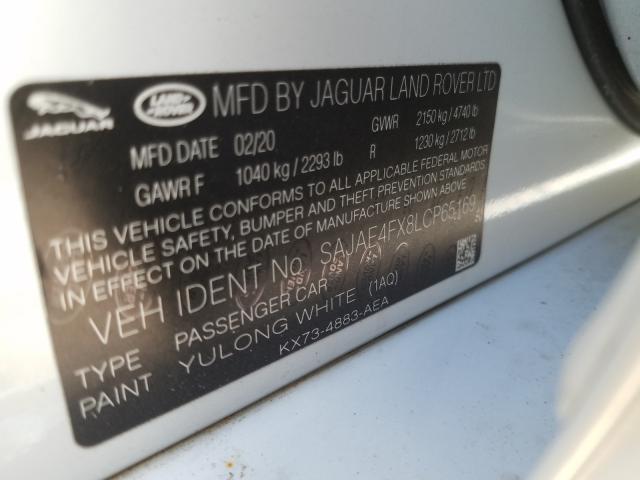 JAGUAR LAND ROVER MFD BY JAGUAR LAND ROVER LTD
MFD DATE 02/20 GVWR 2150 kg / 4740 lb
GAWR F 1040 kg / 2293 lb R 1230 kg / 2712 lb
THIS VEHICLE CONFORMS TO ALL APPLICABLE FEDERAL MOTOR
VEHICLE SAFETY, BUMPER AND THEFT PREVENTION STANDARDS
IN EFFECT ON THE DATE OF MANUFACTURE SHOWN ABOVE
VEH IDENT No SAJAE4FX8LCP65169
TYPE PASSENGER CAR
PAINT YULONG WHITE (1AQ)
KX73-4883-AEA